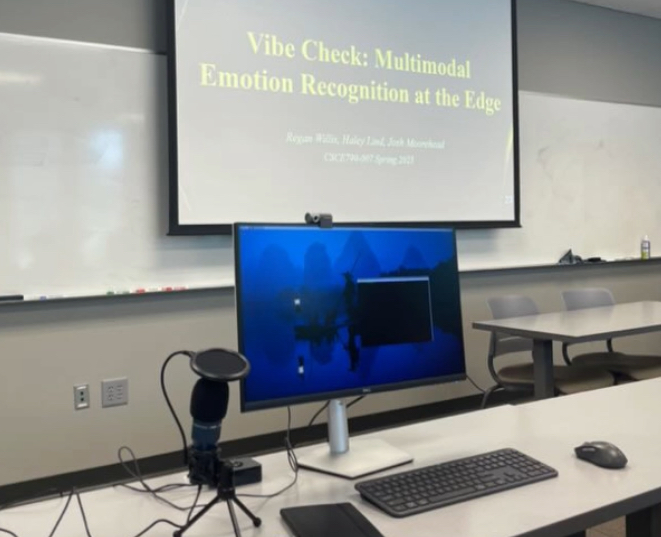 Vibe Check: Multimodal
Emotion Recognition at the Edge
Regan Willis, Haley Lind, Josh Moorehead
CSCE790-007 Spring 2025